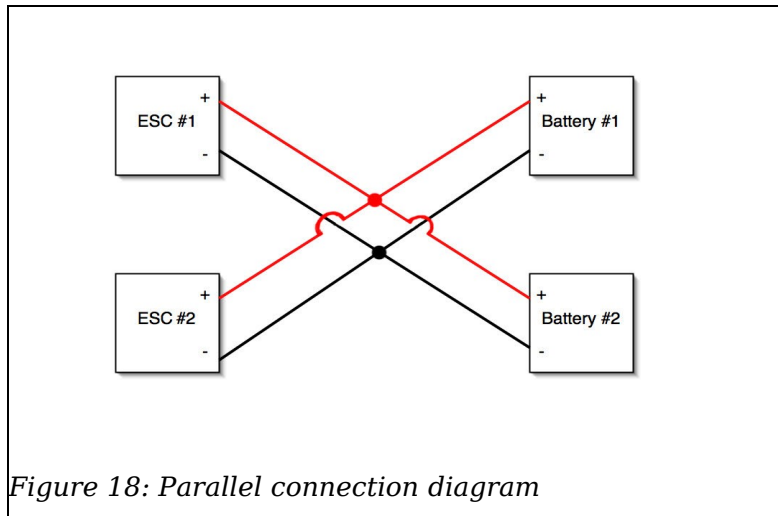 +
ESC #1
-
+
Battery #1
-
+
ESC #2
-
+
Battery #2
-
Figure 18: Parallel connection diagram